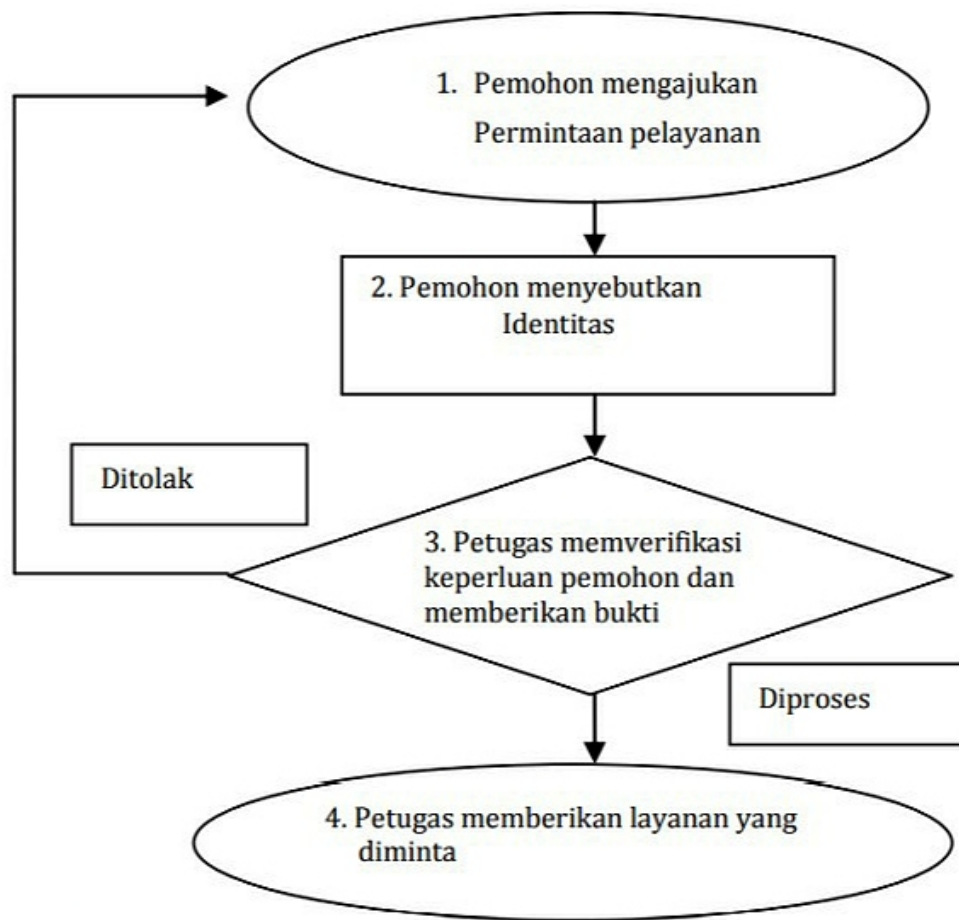 1. Pemohon mengajukan
Permintaan pelayanan
2. Pemohon menyebutkan
Identitas
Ditolak
3. Petugas memverifikasi
keperluan pemohon dan
memberikan bukti
Diproses
4. Petugas memberikan layanan yang
diminta